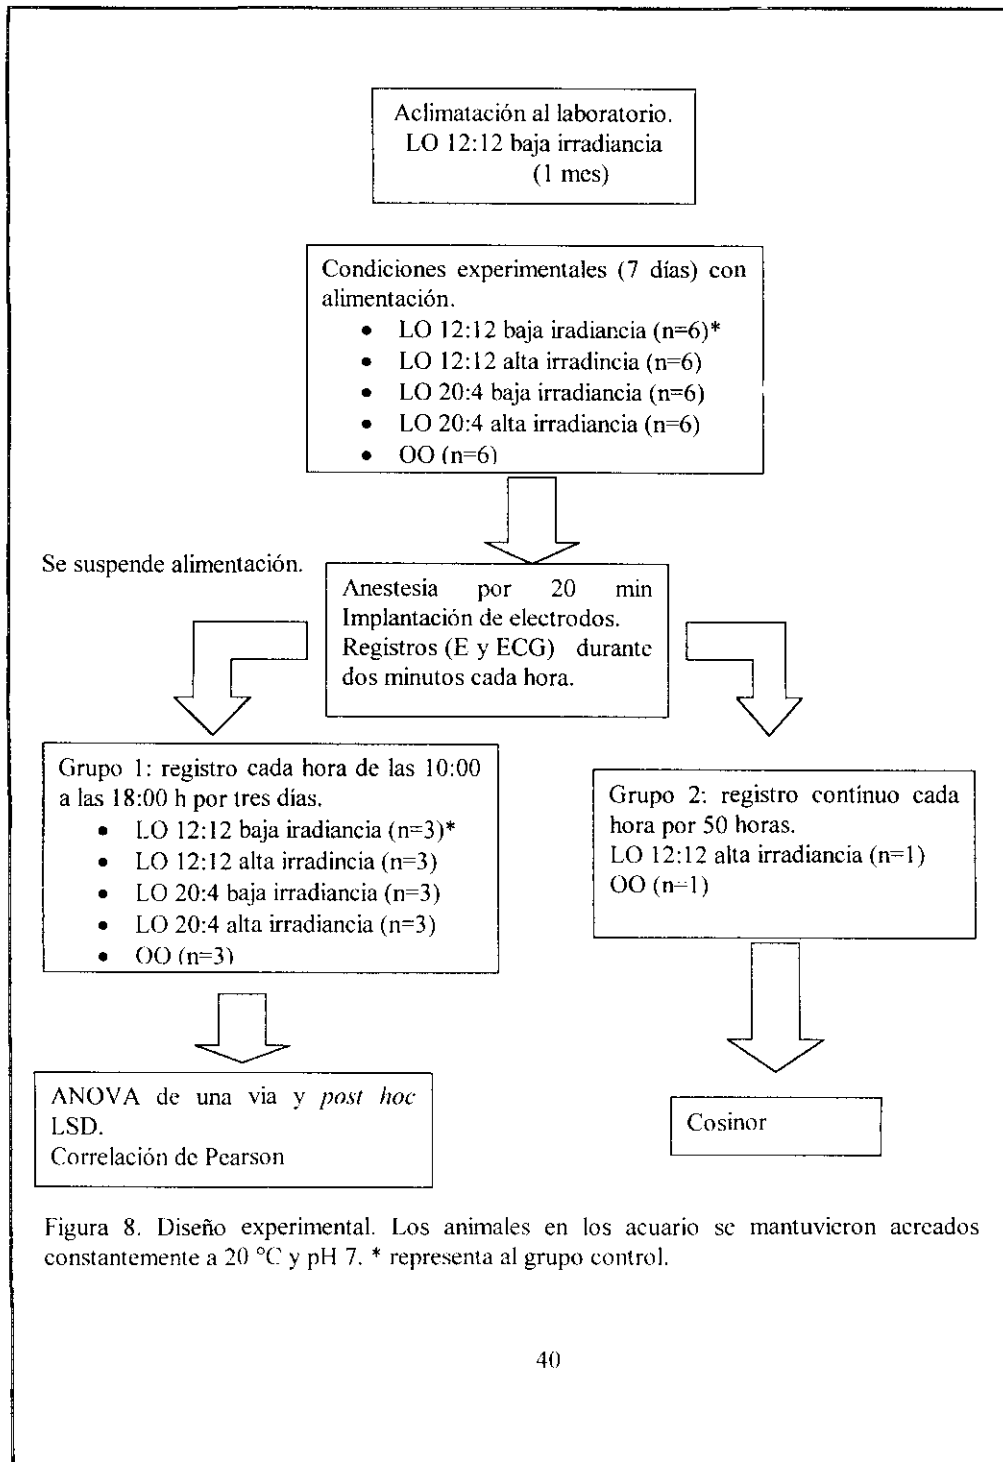 Aclimatación al laboratorio.
LO 12:12 baja irradiancia
(1 mes)
Condiciones experimentales (7 días) con
alimentación.
• LO 12:12 baja iradiancia (n=6)*
• LO 12:12 alta irradincia (n=6)
• LO 20:4 baja irradiancia (n=6)
• LO 20:4 alta irradiancia (n=6)
• OO (n=6)
Se suspende alimentación.
Anestesia por 20 min
Implantación de electrodos.
Registros (E y ECG) durante
dos minutos cada hora.
Grupo 1: registro cada hora de las 10:00
a las 18:00 h por tres días.
• LO 12:12 baja iradiancia (n=3)*
• LO 12:12 alta irradincia (n=3)
• LO 20:4 baja irradiancia (n=3)
• LO 20:4 alta irradiancia (n=3)
• OO (n=3)
Grupo 2: registro contínuo cada
hora por 50 horas.
LO 12:12 alta irradiancia (n=1)
OO (n=1)
ANOVA de una via y post hoc
LSD.
Correlación de Pearson
Cosinor
Figura 8. Diseño experimental. Los animales en los acuario se mantuvieron aereados
constantemente a 20 °C y pH 7. * representa al grupo control.
40